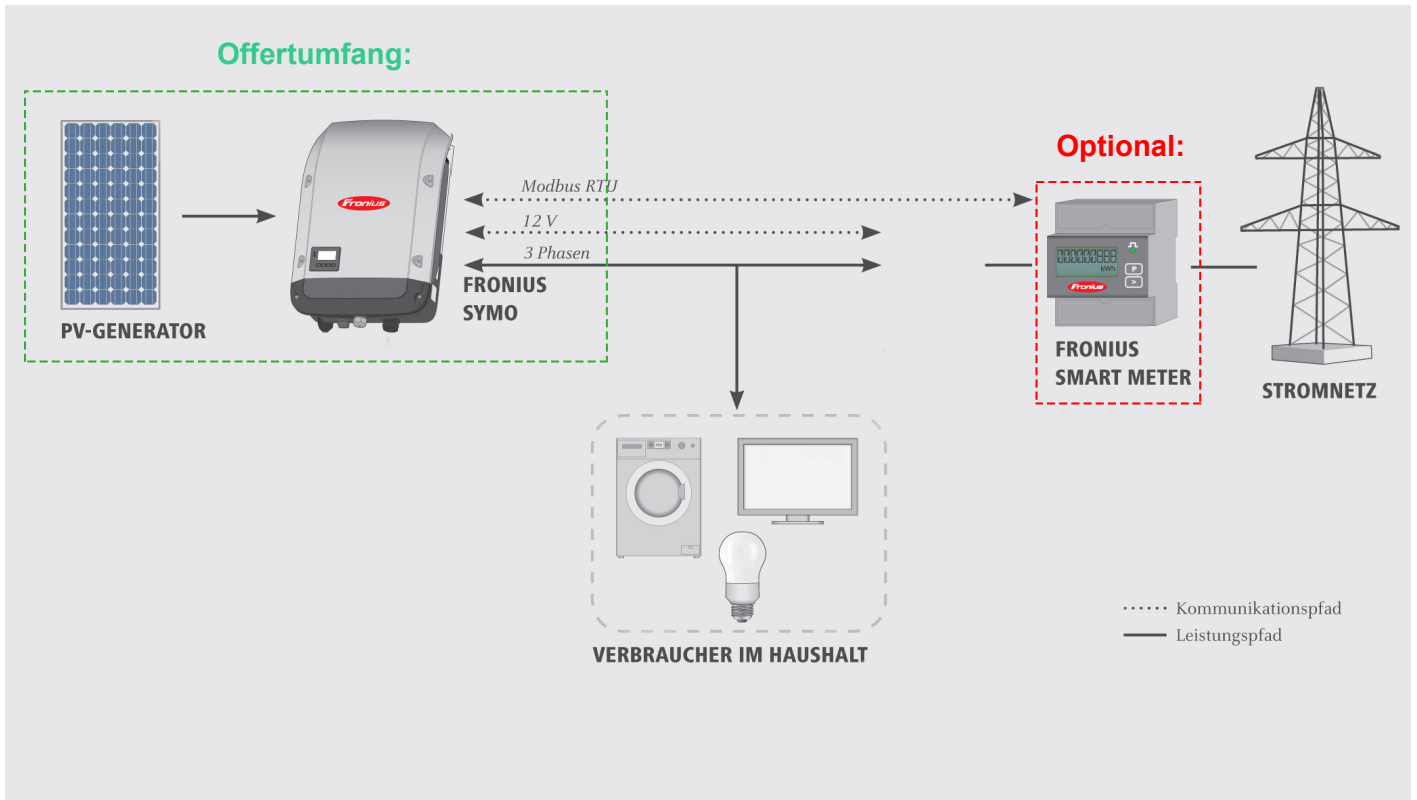 Offertumfang:
Optional:
Modbus RTU
12 V
3 Phasen
Fronius
FRONIUS
SYMO
PV-GENERATOR
kWh
P
>
Fronius
FRONIUS
SMART METER
STROMNETZ
VERBRAUCHER IM HAUSHALT
Kommunikationspfad
Leistungspfad